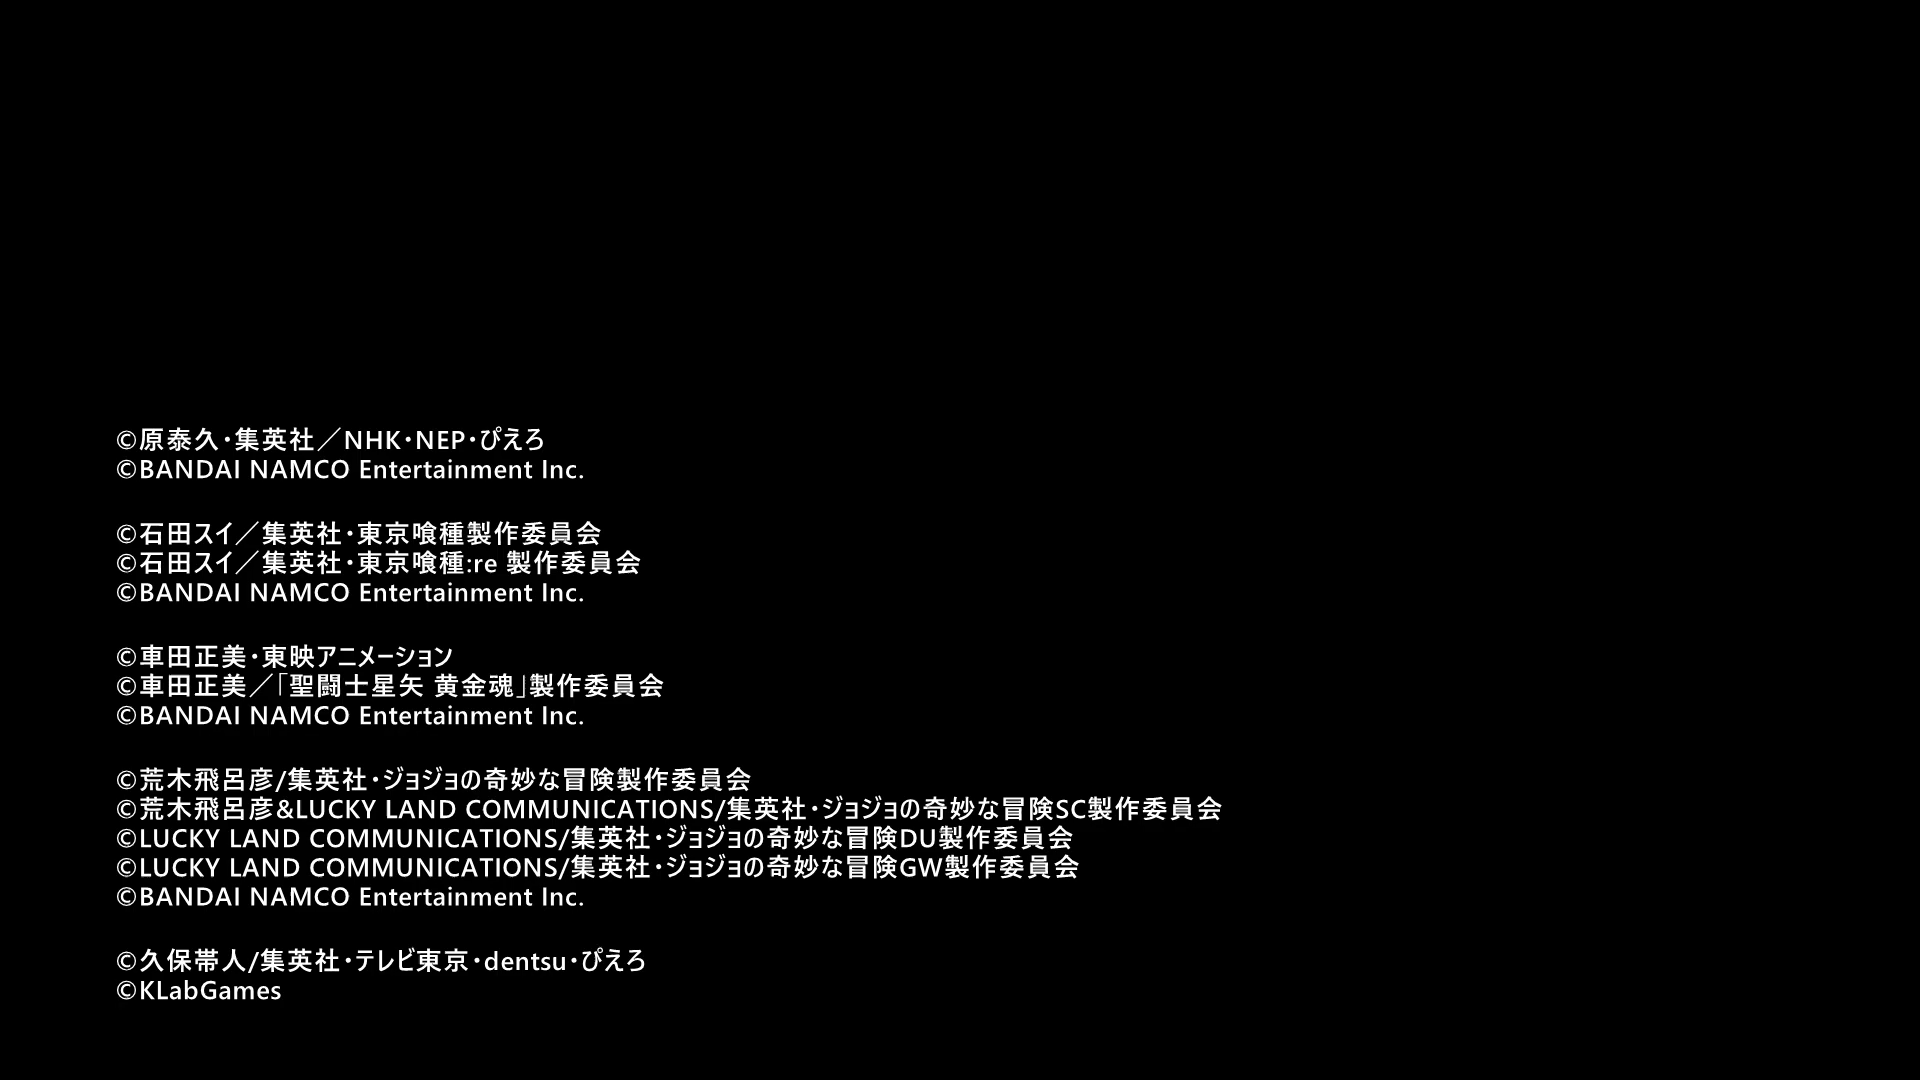 ©原泰久・集英社／NHK・NEP・ぴえろ
©BANDAI NAMCO Entertainment Inc.
©石田スイ／集英社・東京喰種製作委員会
©石田スイ／集英社・東京喰種:re 製作委員会
©BANDAI NAMCO Entertainment Inc.
©車田正美・東映アニメーション
©車田正美／「聖闘士星矢 黄金魂」製作委員会
©BANDAI NAMCO Entertainment Inc.
©荒木飛呂彦/集英社・ジョジョの奇妙な冒険製作委員会
©荒木飛呂彦&LUCKY LAND COMMUNICATIONS/集英社・ジョジョの奇妙な冒険SC製作委員会
©LUCKY LAND COMMUNICATIONS/集英社・ジョジョの奇妙な冒険DU製作委員会
©LUCKY LAND COMMUNICATIONS/集英社・ジョジョの奇妙な冒険GW製作委員会
©BANDAI NAMCO Entertainment Inc.
©久保帯人/集英社・テレビ東京・dentsu・ぴえろ
©KLabGames